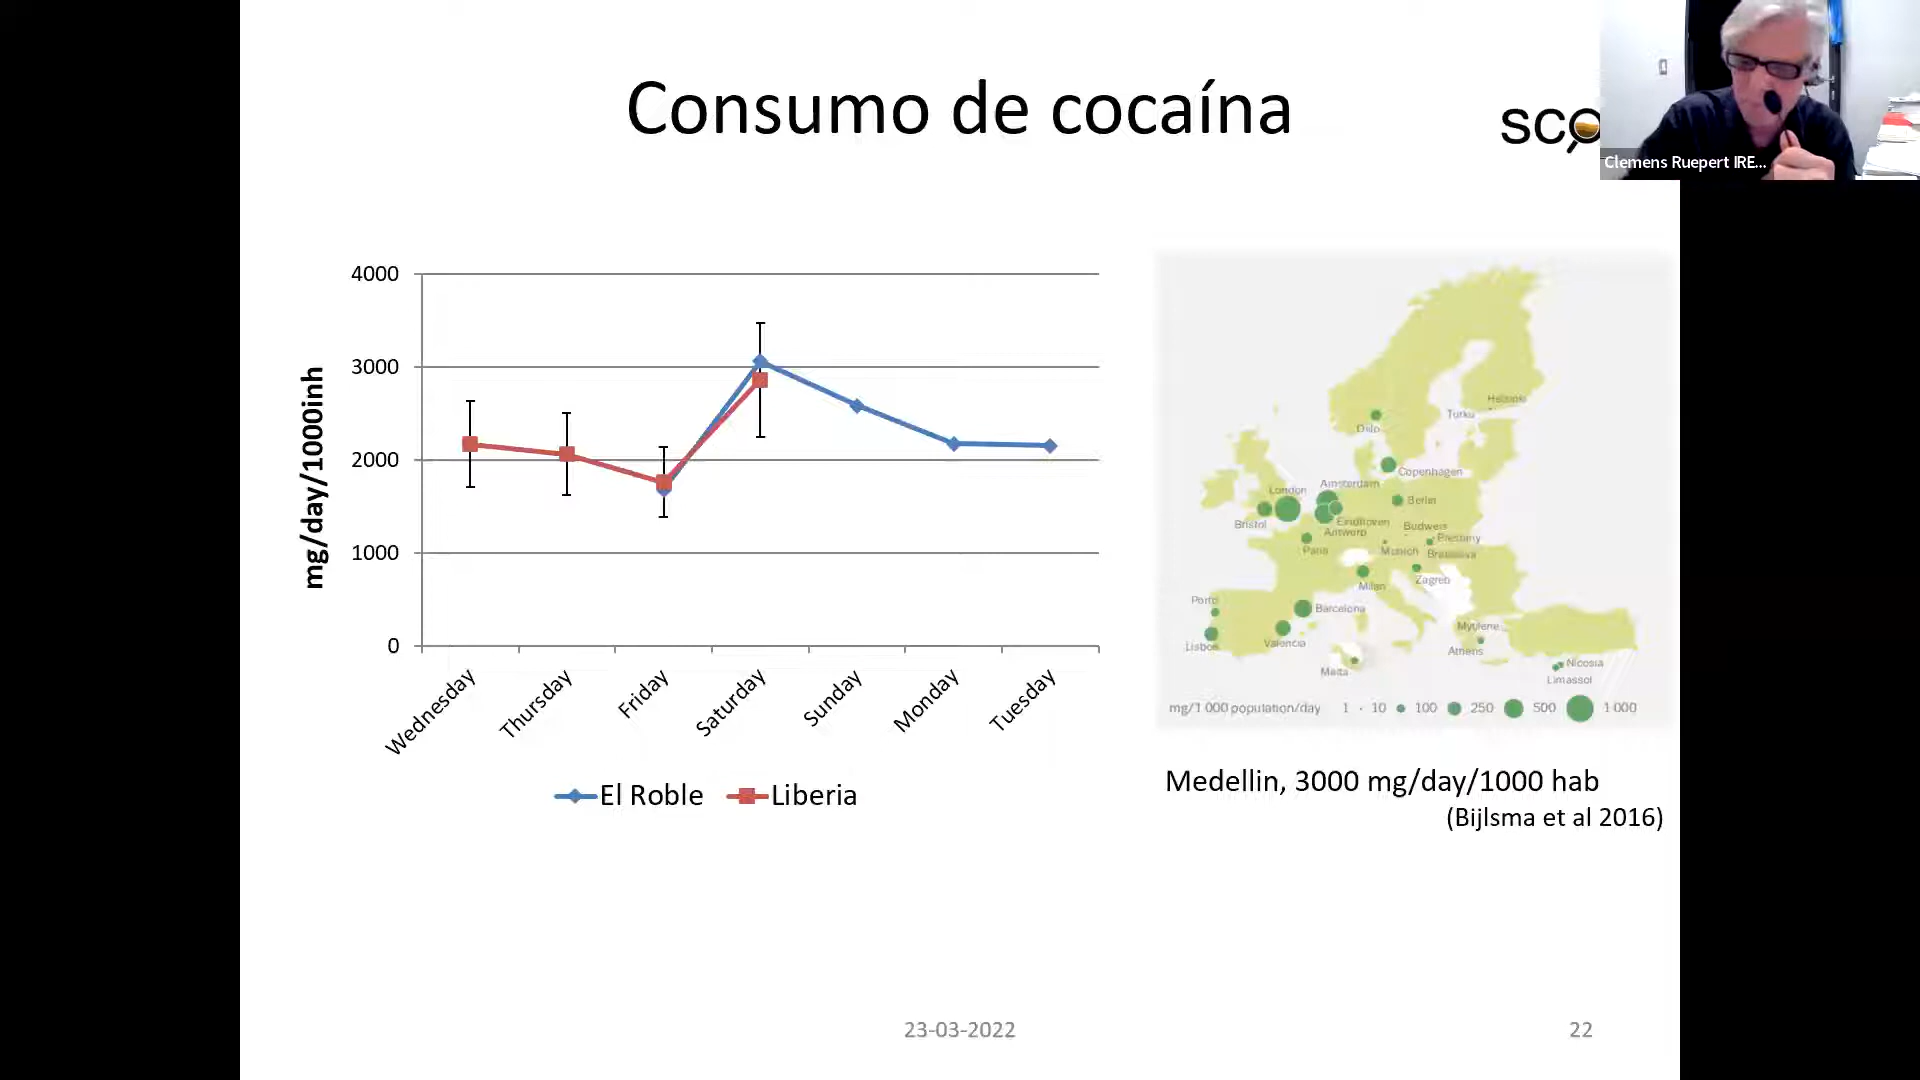 Consumo de cocaína
SCO
Clemens Ruepert IRE...
4000
3000
2000
1000
0
mg/day/1000inh
Wednesday
Thursday
Friday
Saturday
Sunday
Monday
Tuesday
El Roble
Liberia
Helsinki
Turku
Oslo
Copenhagen
London
Amsterdam
Berlin
Bristol
Eindhoven
Antwerp
Budweis
Paris
Munich
Bratislava
Milan
Zagreb
Porto
Barcelona
Lisbon
Valencia
Athens
Malta
Nicosia
Limassol
mg/1 000 population/day 1 10 100 250 500 1 000
Medellin, 3000 mg/day/1000 hab
(Bijlsma et al 2016)
23-03-2022
22